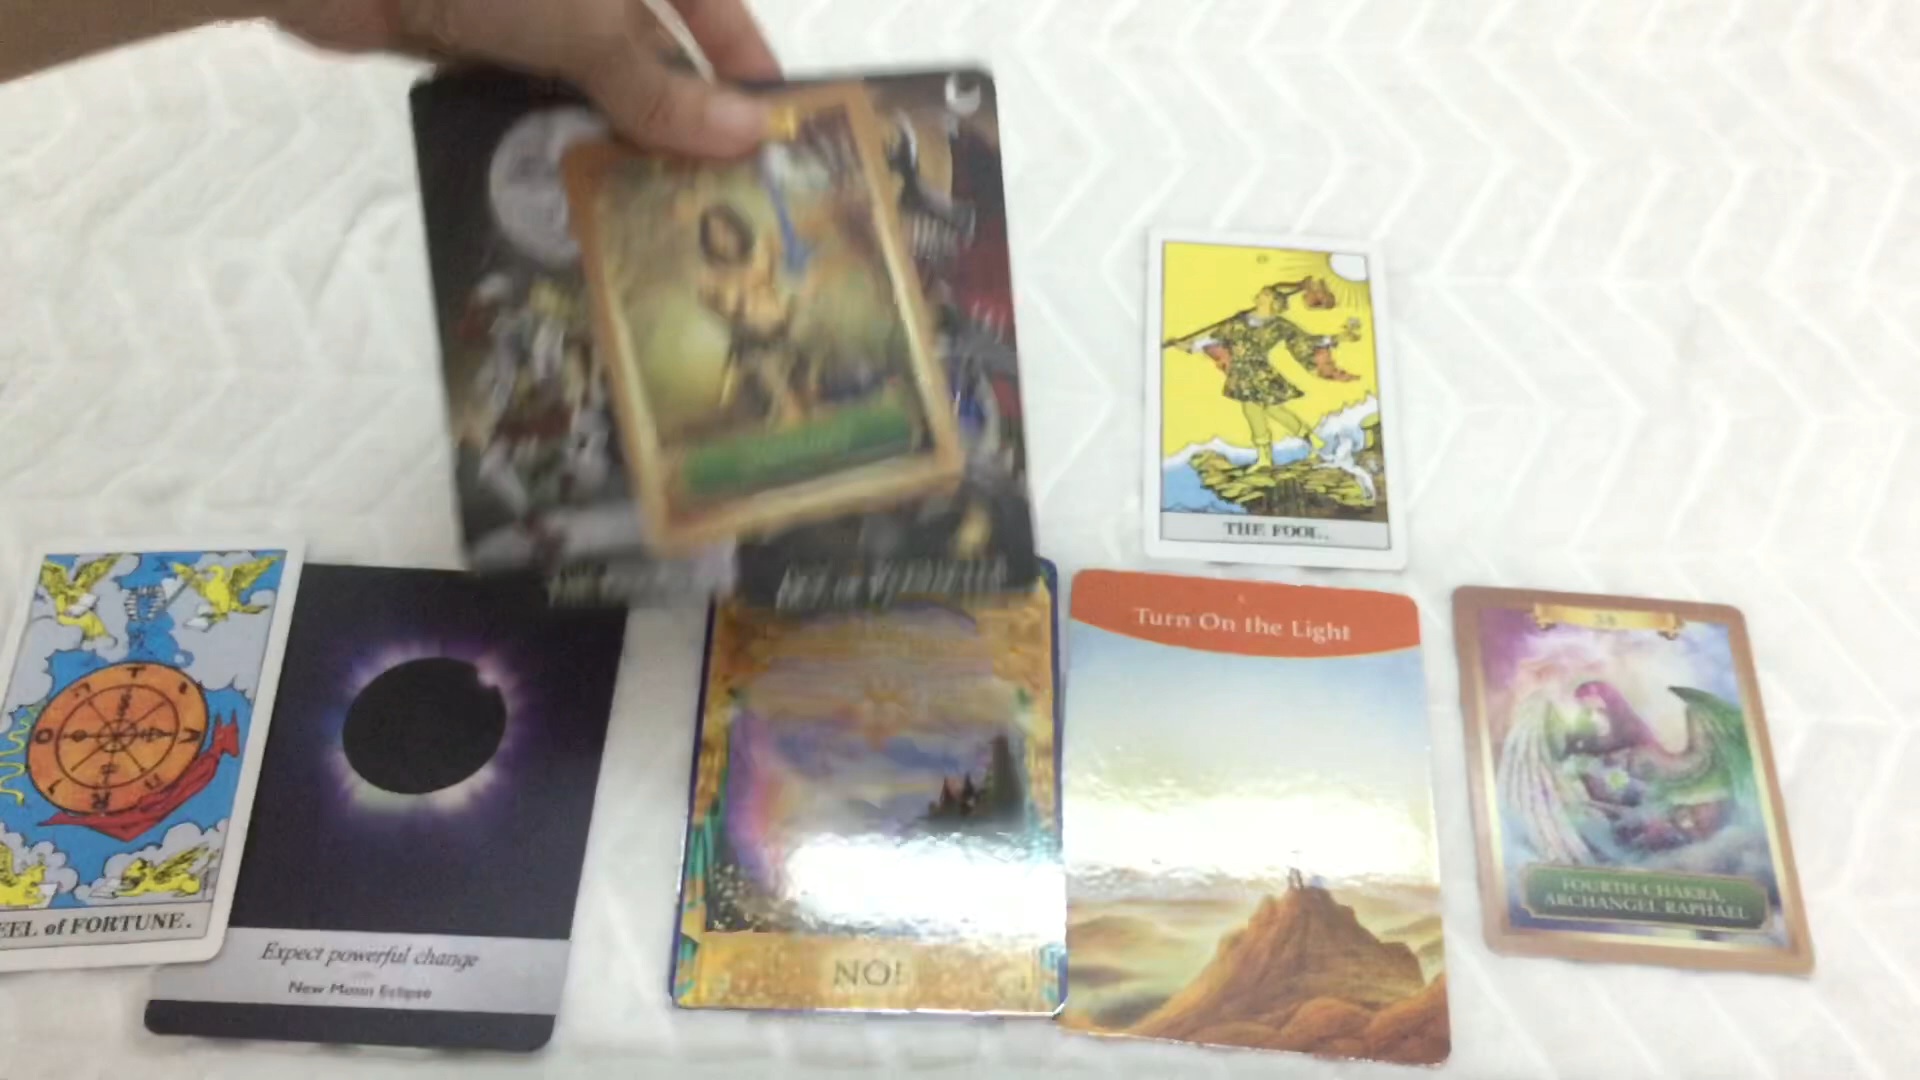 THE FOOL.
Turn On the Light
38
FOURTH CHAKRA,
ARCHANGEL RAPHAEL
EEL of FORTUNE.
Expect powerful change
New Moon Eclipse
NO!